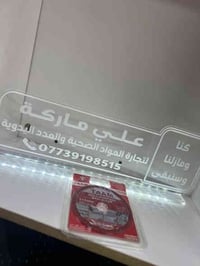 علي ماركة
لتجارة المواد الصحية والعدد اليدوية
07739198515
كنا
ومازلنا
وسنبقى